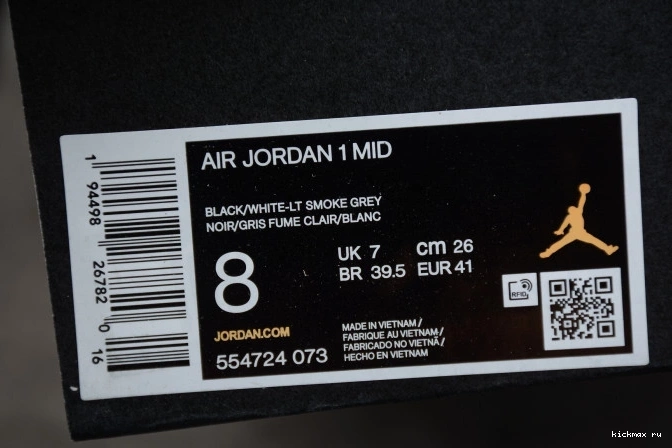 AIR JORDAN 1 MID
BLACK/WHITE-LT SMOKE GREY
NOIR/GRIS FUME CLAIR/BLANC
8
UK 7 cm 26
BR 39.5 EUR 41
RFID
JORDAN.COM
554724 073
MADE IN VIETNAM /
FABRIQUE AU VIETNAM /
FABRICADO NO VIETNÃ /
HECHO EN VIETNAM
1 94498 26782 0 16
kickmax ru